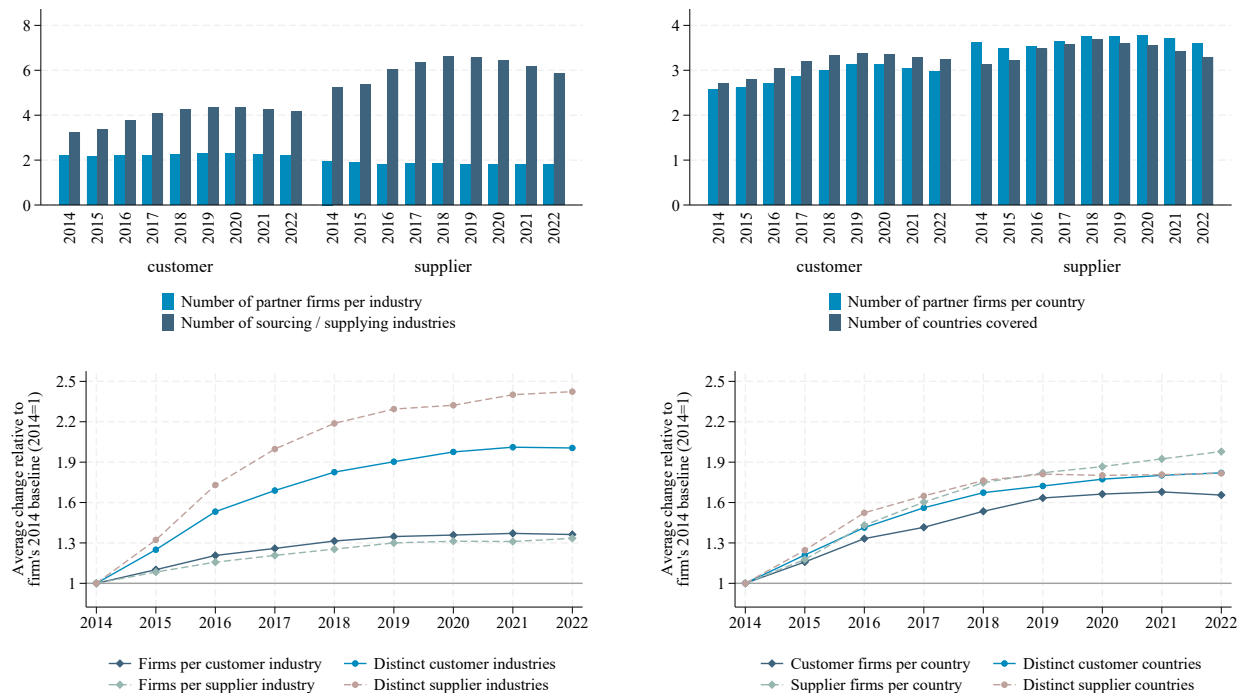 8
6
4
2
0
2014 2015 2016 2017 2018 2019 2020 2021 2022 2014 2015 2016 2017 2018 2019 2020 2021 2022
customer supplier
Number of partner firms per industry
Number of sourcing / supplying industries
4
3
2
1
0
2014 2015 2016 2017 2018 2019 2020 2021 2022 2014 2015 2016 2017 2018 2019 2020 2021 2022
customer supplier
Number of partner firms per country
Number of countries covered
Average change relative to
firm's 2014 baseline (2014=1)
2.5
2.2
1.9
1.6
1.3
1
2014 2015 2016 2017 2018 2019 2020 2021 2022
Firms per customer industry Distinct customer industries
Firms per supplier industry Distinct supplier industries
Average change relative to
firm's 2014 baseline (2014=1)
2.5
2.2
1.9
1.6
1.3
1
2014 2015 2016 2017 2018 2019 2020 2021 2022
Customer firms per country Distinct customer countries
Supplier firms per country Distinct supplier countries